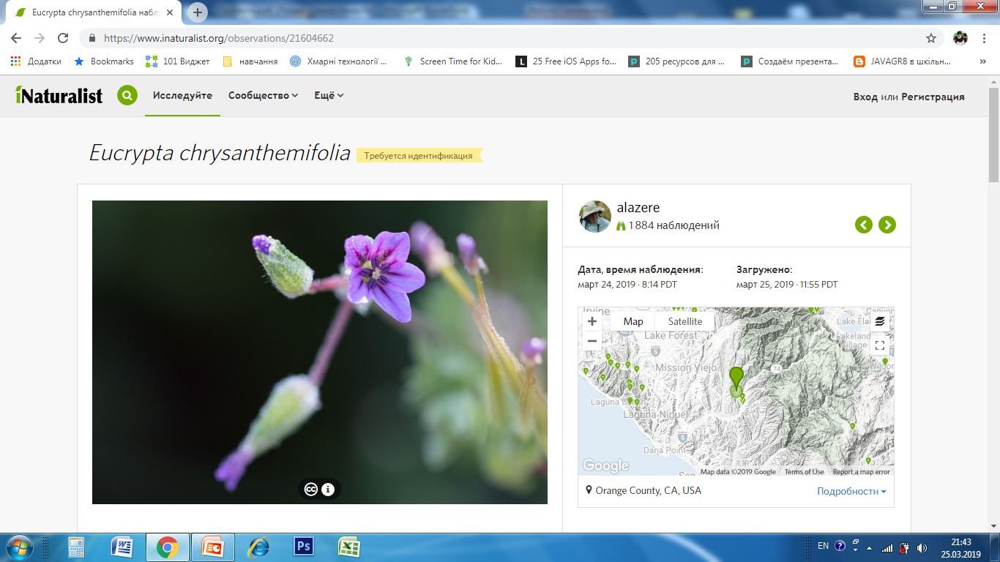 Eucrypta chrysanthemifolia набл
https://www.inaturalist.org/observations/21604662
Додатки
Bookmarks
101 Виджет
навчання
Хмарні технології ...
Screen Time for Kid...
25 Free iOS Apps fo...
205 ресурсов для ...
Создаём презента...
JAVAGR8 в шкільн...
»
iNaturalist
Исследуйте
Сообщество
Ещё
Вход или Регистрация
Eucrypta chrysanthemifolia
Требуется идентификация
alazere
1 884 наблюдений
Дата, время наблюдения:
март 24, 2019 · 8:14 PDT
Загружено:
март 25, 2019 · 11:55 PDT
Irvine
Map
Satellite
Lake Forest
5
Mission Viejo
74
Laguna
Laguna Niguel
5
Dana Point
Lakeland
Village
Google
Map data ©2019 Google
Terms of Use
Report a map error
Orange County, CA, USA
Подробности
cc i
W
Ps
EN
21:43
25.03.2019